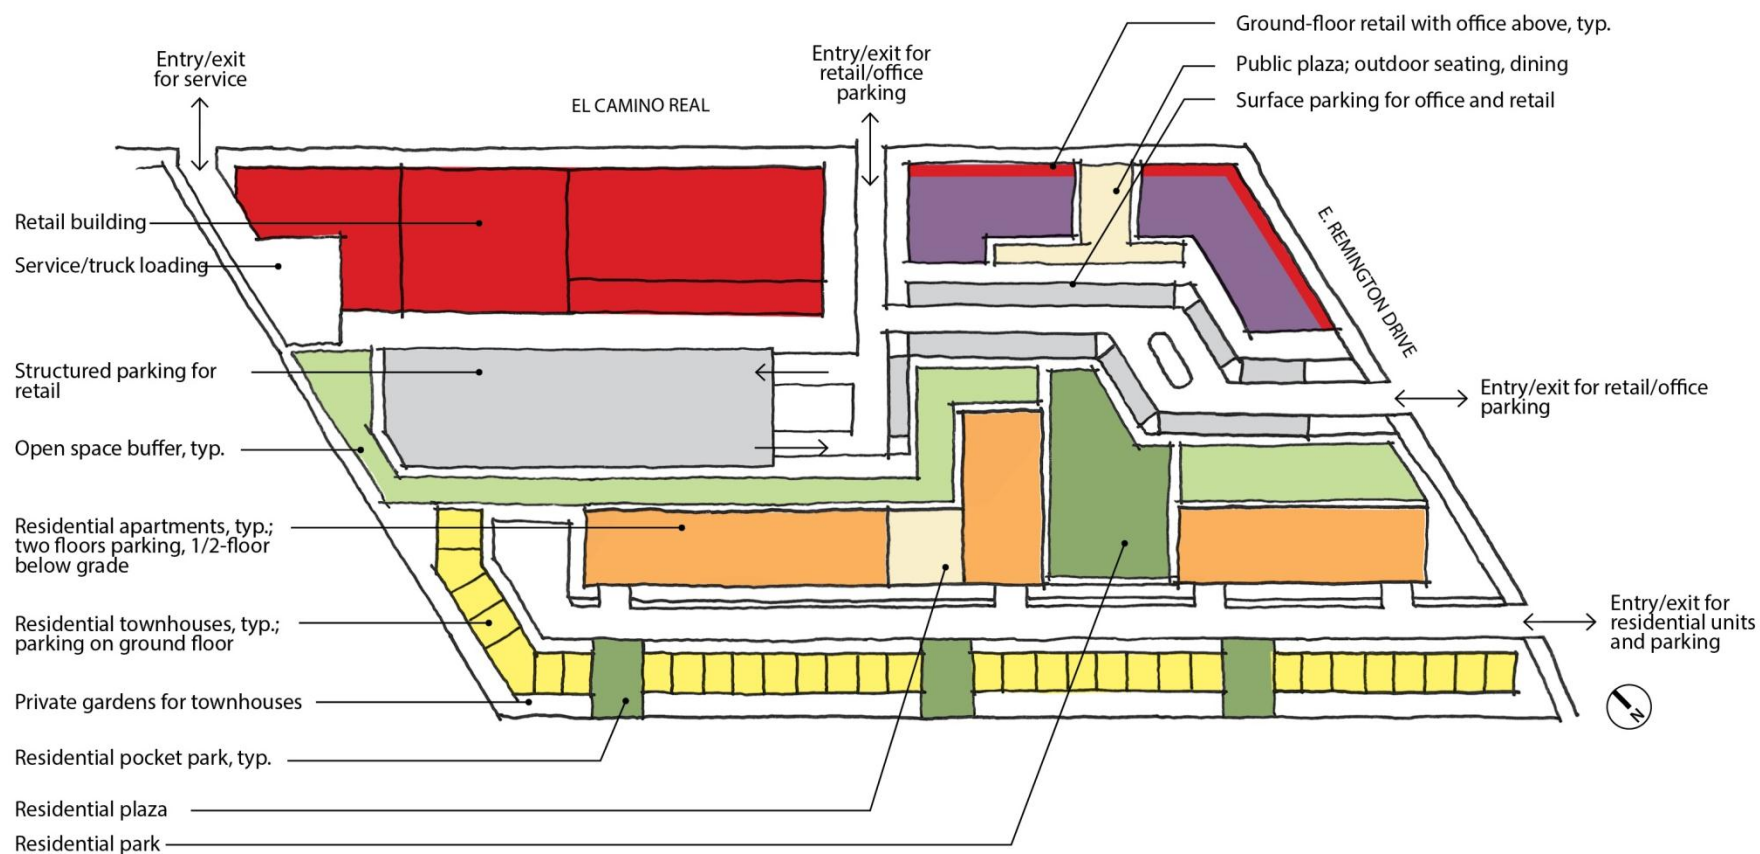 Ground-floor retail with office above, typ.
Public plaza; outdoor seating, dining
Surface parking for office and retail
Entry/exit
for service
Entry/exit for
retail/office
parking
EL CAMINO REAL
E. REMINGTON DRIVE
Retail building
Service/truck loading
Structured parking for
retail
Open space buffer, typ.
Residential apartments, typ.;
two floors parking, 1/2-floor
below grade
Residential townhouses, typ.;
parking on ground floor
Private gardens for townhouses
Residential pocket park, typ.
Residential plaza
Residential park
Entry/exit for retail/office
parking
Entry/exit for
residential units
and parking
N